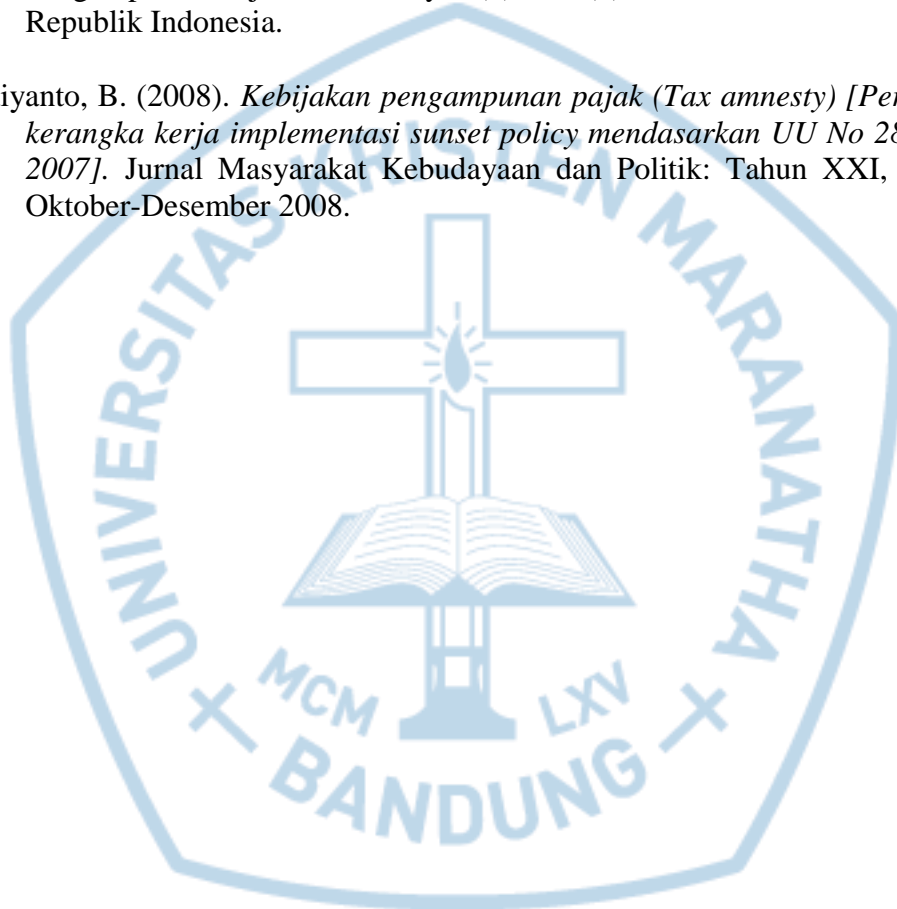 Republik Indonesia.
iyanto, B. (2008). Kebijakan pengampunan pajak (Tax amnesty) [Per
kerangka kerja implementasi sunset policy mendasarkan UU No 28
2007]. Jurnal Masyarakat Kebudayaan dan Politik: Tahun XXI,
Oktober-Desember 2008.
UNIVERSITAS KRISTEN MARANATHA
MCM LXV
BANDUNG